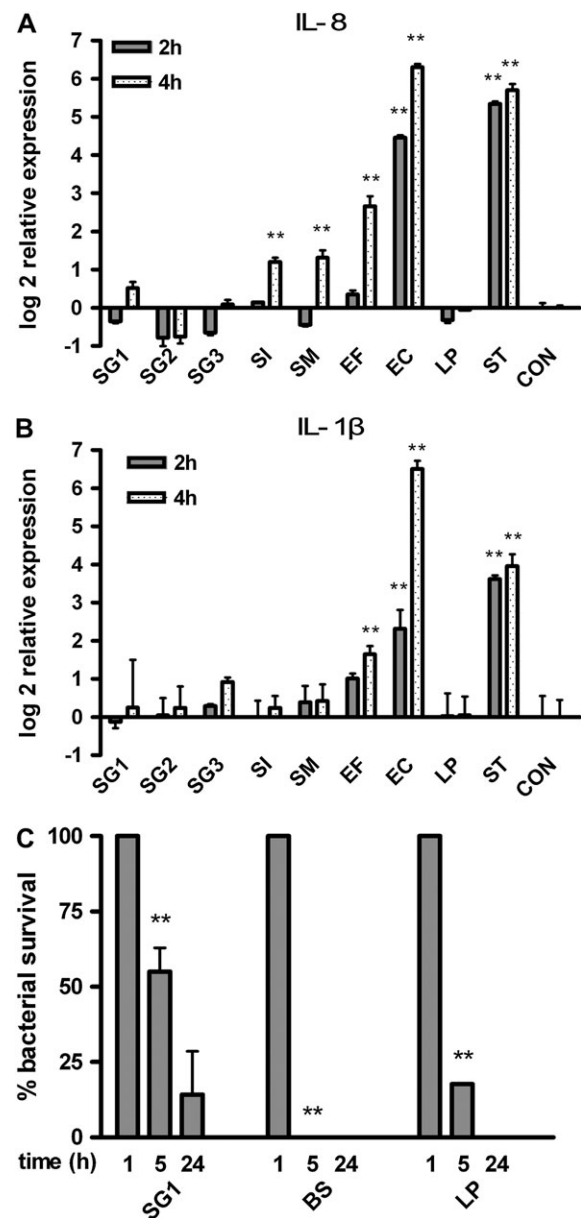 A
IL-8
2h
4h
log 2 relative expression
7
6
5
4
3
2
1
0
-1
**
**
**
**
**
**
**
SG1 SG2 SG3 SI SM EF EC LP ST CON
B
IL-1β
2h
4h
log 2 relative expression
7
6
5
4
3
2
1
0
-1
**
**
**
**
**
SG1 SG2 SG3 SI SM EF EC LP ST CON
C
% bacterial survival
100
75
50
25
0
**
**
**
time (h) 1 5 24 1 5 24 1 5 24
SG1 BS LP